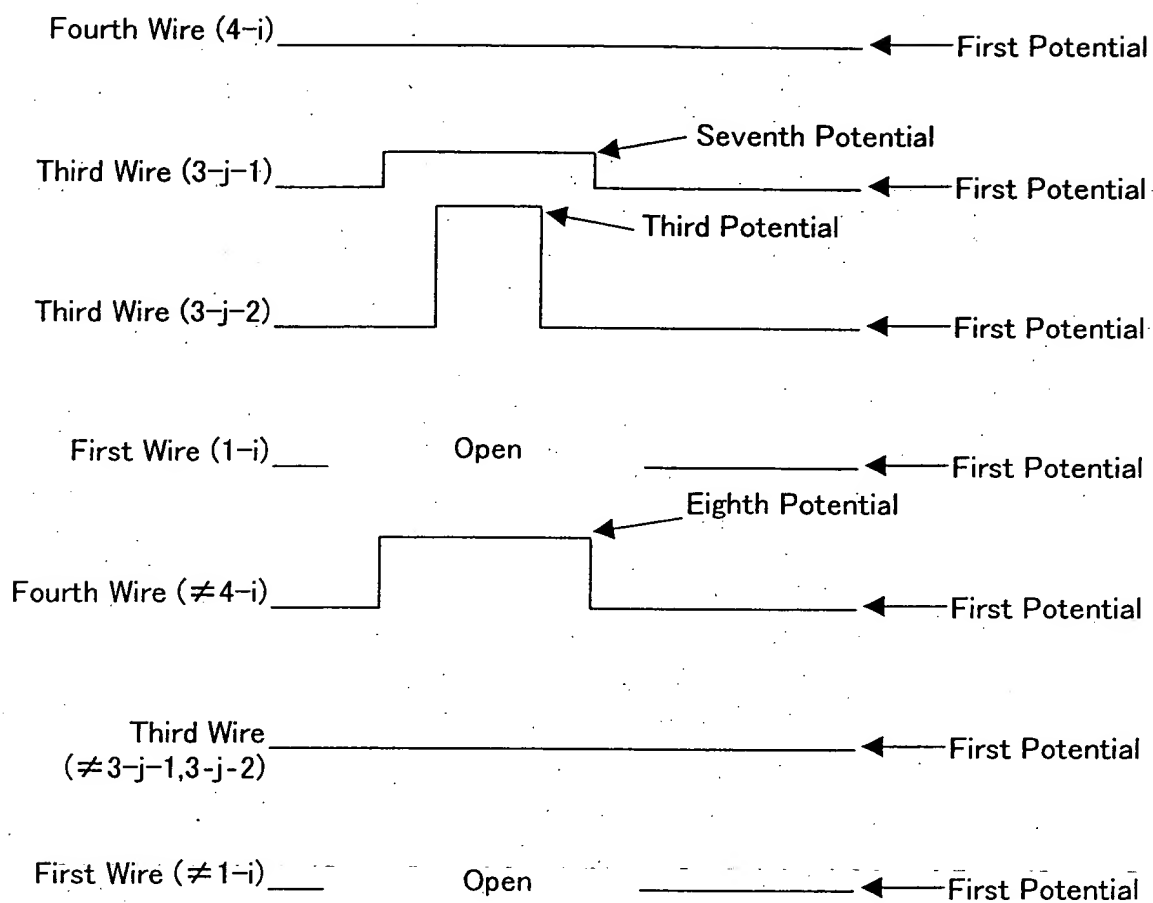 Fourth Wire (4-i)
First Potential
Seventh Potential
Third Wire (3-j-1)
First Potential
Third Potential
Third Wire (3-j-2)
First Potential
First Wire (1-i)
Open
First Potential
Eighth Potential
Fourth Wire (≠4-i)
First Potential
Third Wire
(≠3-j-1,3-j-2)
First Potential
First Wire (≠1-i)
Open
First Potential